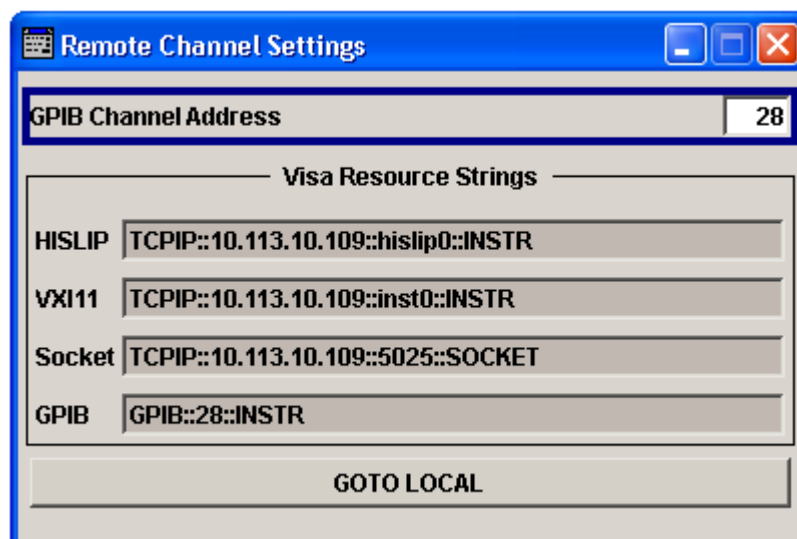 Remote Channel Settings
GPIB Channel Address 28
Visa Resource Strings
HISLIP TCPIP::10.113.10.109::hislip0::INSTR
VXI11 TCPIP::10.113.10.109::inst0::INSTR
Socket TCPIP::10.113.10.109::5025::SOCKET
GPIB GPIB::28::INSTR
GOTO LOCAL